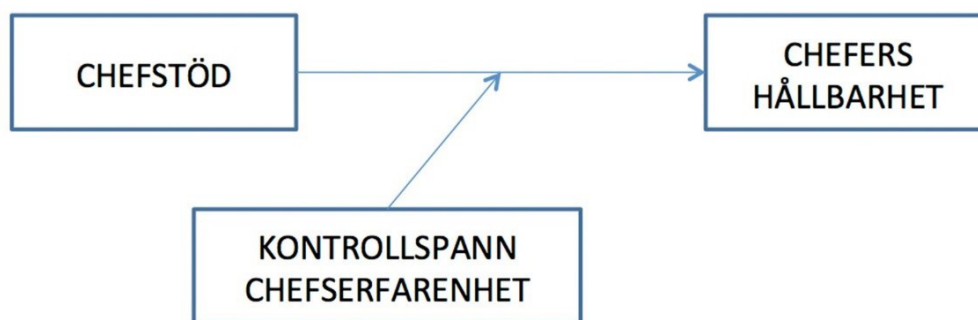 CHEFSTÖD
CHEFERS
HÅLLBARHET
KONTROLLSPANN
CHEFSERFARENHET